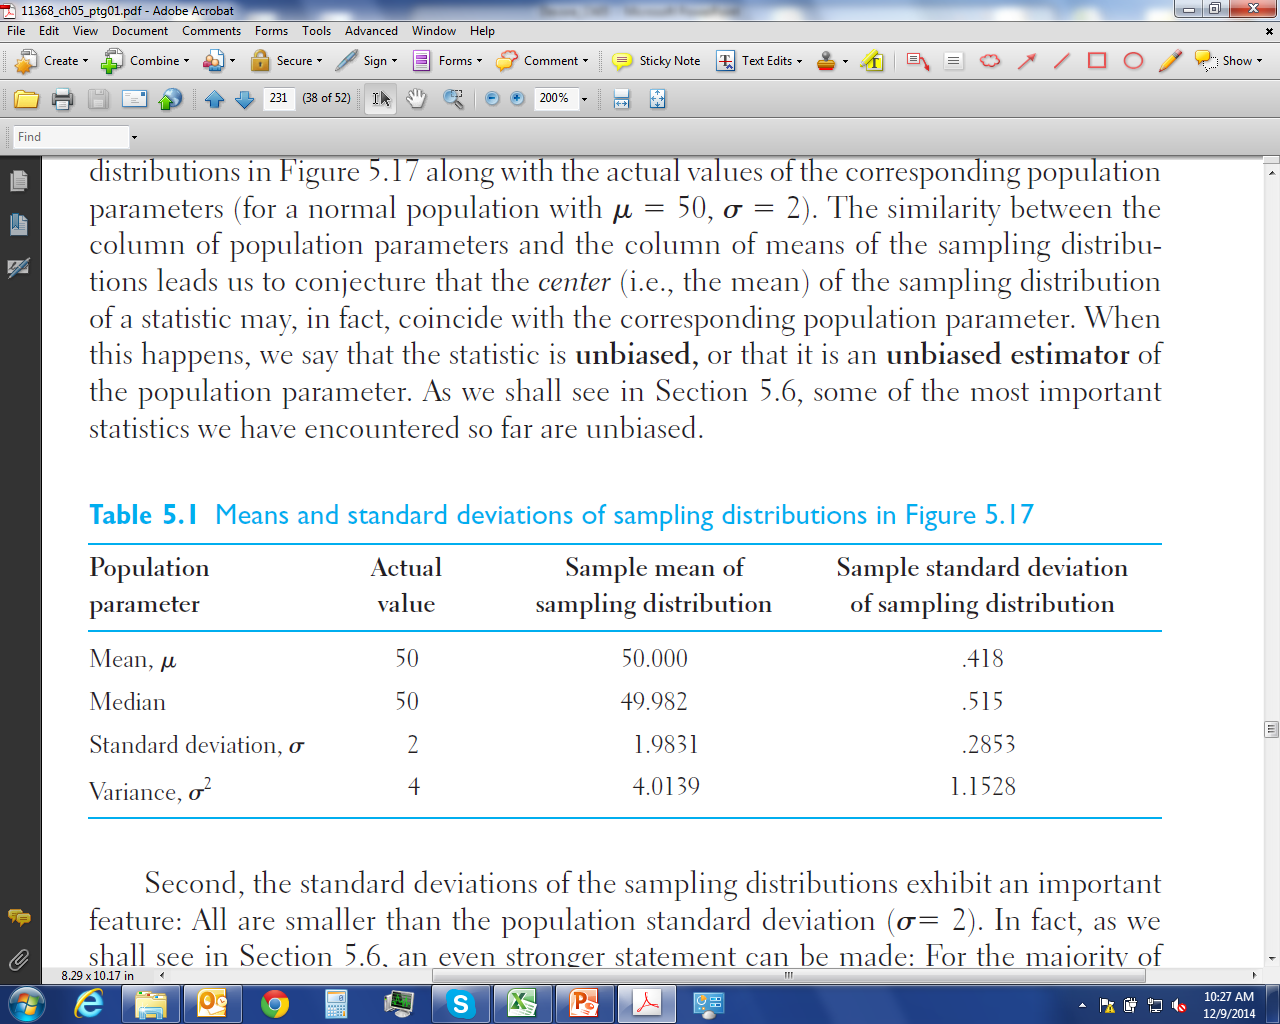 11368_ch05_ptg01.pdf - Adobe Acrobat
File Edit View Document Comments Forms Tools Advanced Window Help
Create Combine Secure Sign Forms Comment Sticky Note Text Edits Show
231 (38 of 52) 200%
Find
distributions in Figure 5.17 along with the actual values of the corresponding population
parameters (for a normal population with μ = 50, σ = 2). The similarity between the
column of population parameters and the column of means of the sampling distribu-
tions leads us to conjecture that the center (i.e., the mean) of the sampling distribution
of a statistic may, in fact, coincide with the corresponding population parameter. When
this happens, we say that the statistic is unbiased, or that it is an unbiased estimator of
the population parameter. As we shall see in Section 5.6, some of the most important
statistics we have encountered so far are unbiased.
Table 5.1 Means and standard deviations of sampling distributions in Figure 5.17
Population Actual Sample mean of Sample standard deviation
parameter value sampling distribution of sampling distribution
Mean, μ 50 50.000 .418
Median 50 49.982 .515
Standard deviation, σ 2 1.9831 .2853
Variance, σ² 4 4.0139 1.1528
Second, the standard deviations of the sampling distributions exhibit an important
feature: All are smaller than the population standard deviation (σ= 2). In fact, as we
shall see in Section 5.6, an even stronger statement can be made: For the majority of
8.29 x 10.17 in
10:27 AM
12/9/2014